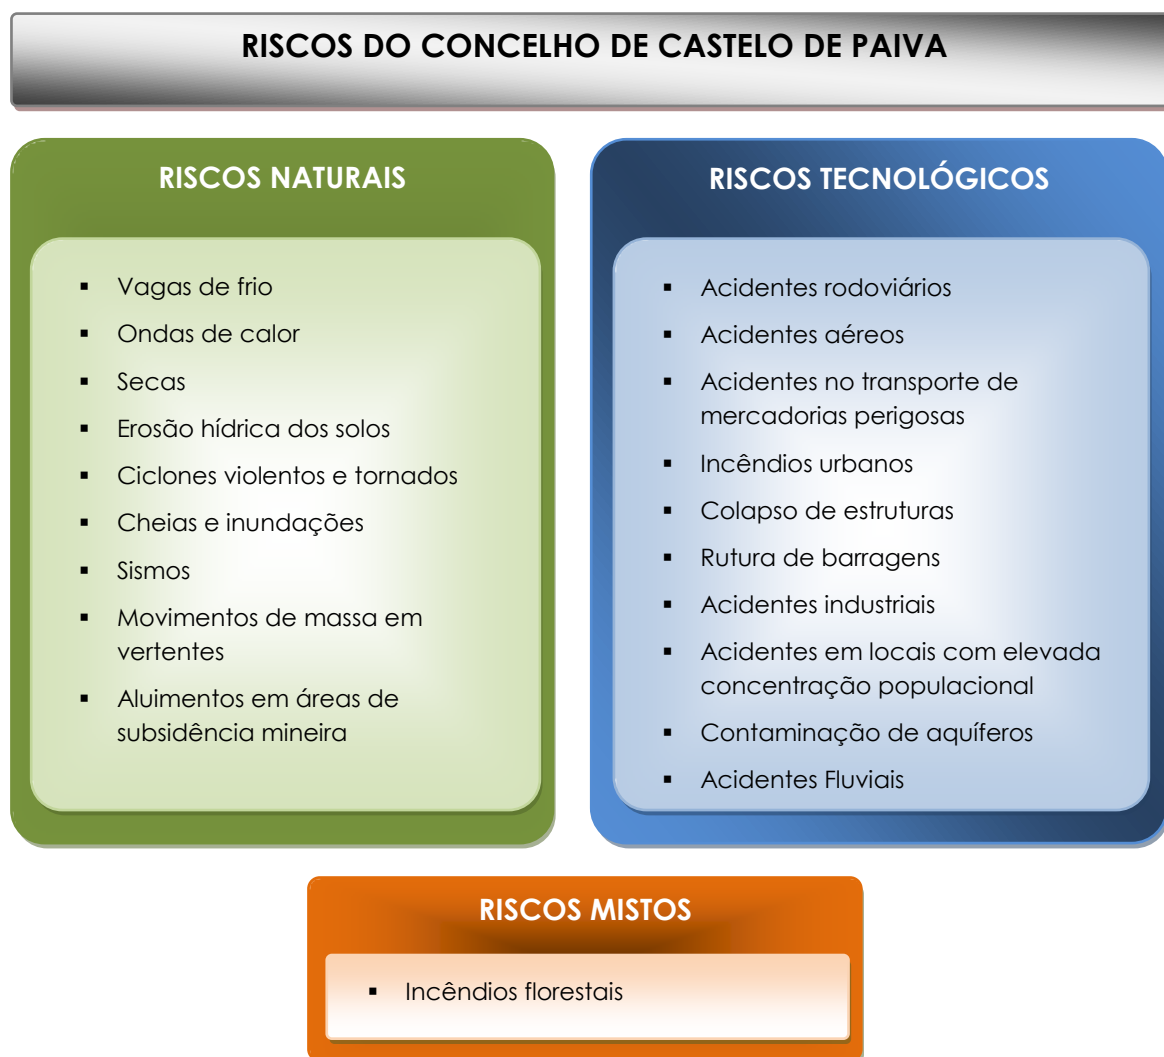 RISCOS DO CONCELHO DE CASTELO DE PAIVA
RISCOS NATURAIS
▪ Vagas de frio
▪ Ondas de calor
▪ Secas
▪ Erosão hídrica dos solos
▪ Ciclones violentos e tornados
▪ Cheias e inundações
▪ Sismos
▪ Movimentos de massa em
vertentes
▪ Aluimentos em áreas de
subsidência mineira
RISCOS TECNOLÓGICOS
▪ Acidentes rodoviários
▪ Acidentes aéreos
▪ Acidentes no transporte de
mercadorias perigosas
▪ Incêndios urbanos
▪ Colapso de estruturas
▪ Rutura de barragens
▪ Acidentes industriais
▪ Acidentes em locais com elevada
concentração populacional
▪ Contaminação de aquíferos
▪ Acidentes Fluviais
RISCOS MISTOS
▪ Incêndios florestais